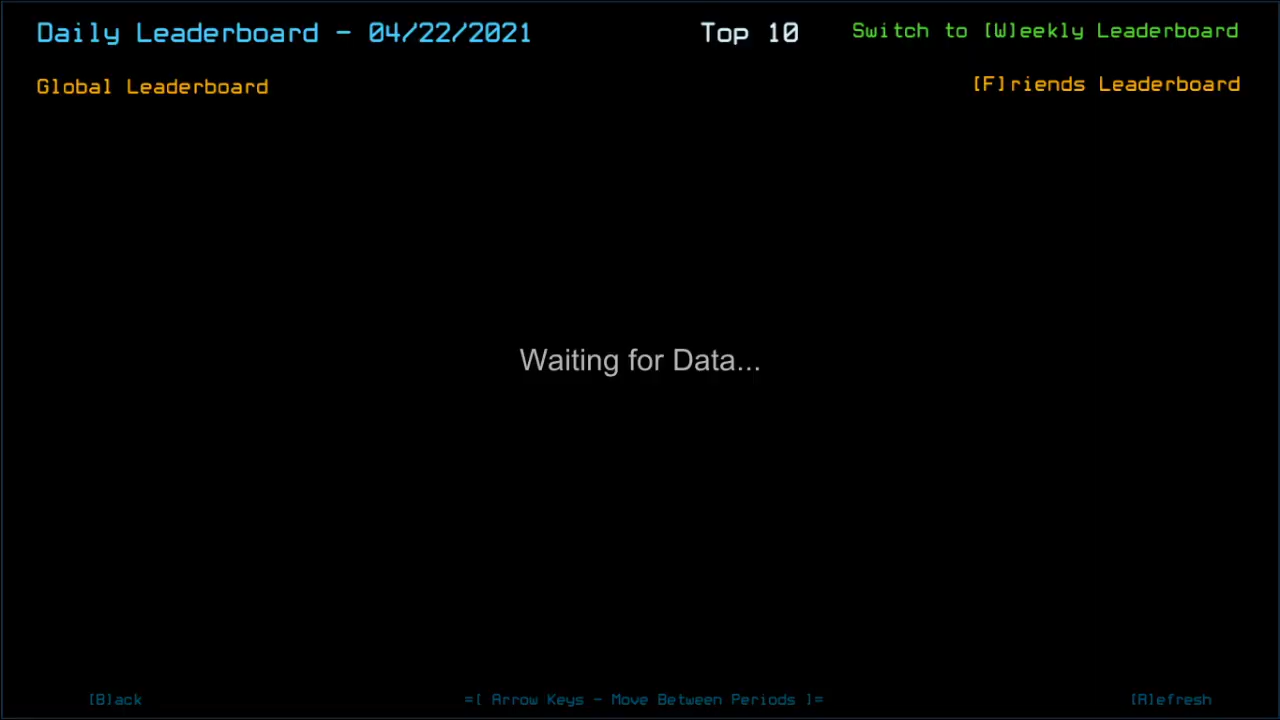 Daily Leaderboard - 04/22/2021
Top 10
Switch to [W]eekly Leaderboard
Global Leaderboard
[F]riends Leaderboard
Waiting for Data...
[B]ack
=[ Arrow Keys - Move Between Periods ]=
[R]efresh